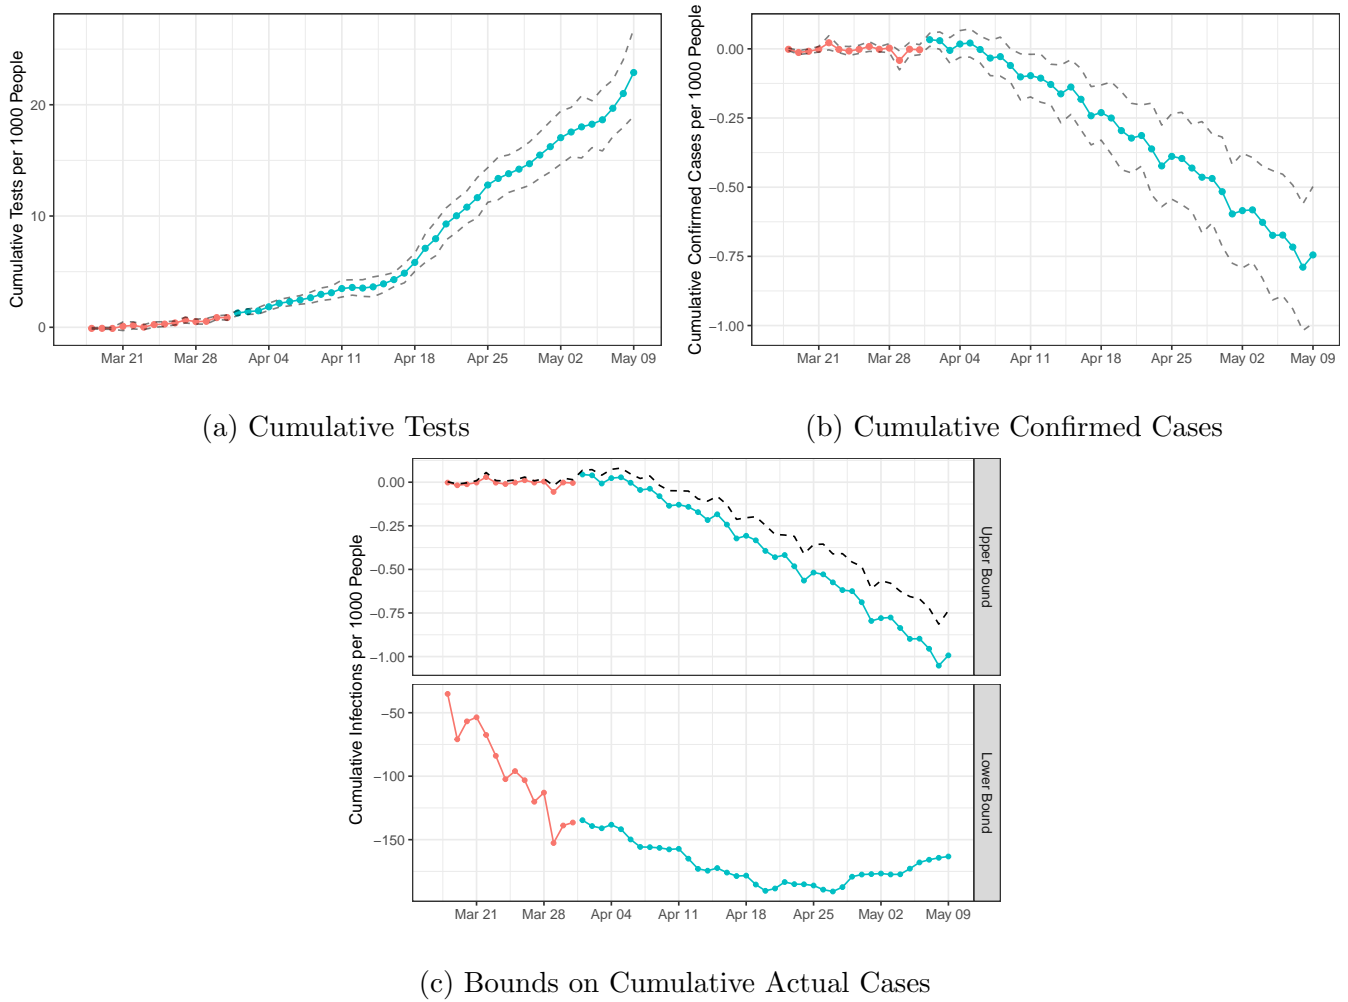 Cumulative Tests per 1000 People
20
10
0
Mar 21 Mar 28 Apr 04 Apr 11 Apr 18 Apr 25 May 02 May 09
(a) Cumulative Tests
Cumulative Confirmed Cases per 1000 People
0.00
−0.25
−0.50
−0.75
−1.00
Mar 21 Mar 28 Apr 04 Apr 11 Apr 18 Apr 25 May 02 May 09
(b) Cumulative Confirmed Cases
Cumulative Infections per 1000 People
0.00
−0.25
−0.50
−0.75
−1.00
Upper Bound
−50
−100
−150
Lower Bound
Mar 21 Mar 28 Apr 04 Apr 11 Apr 18 Apr 25 May 02 May 09
(c) Bounds on Cumulative Actual Cases